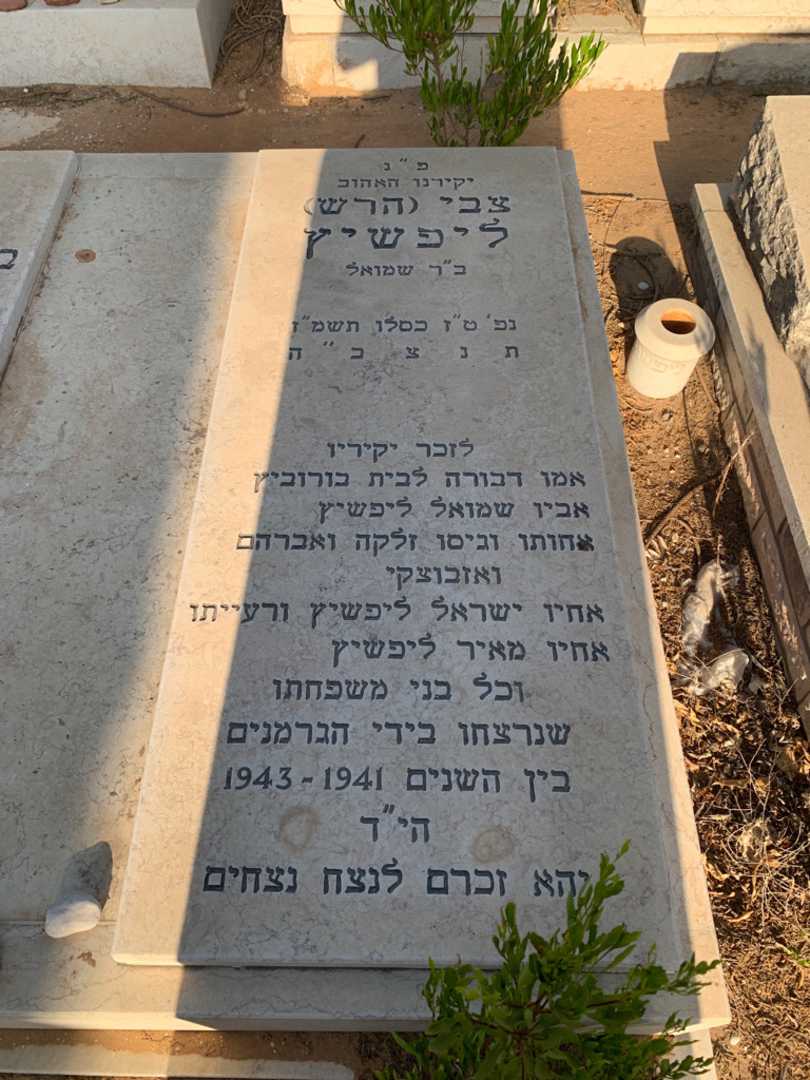 פ"נ
יקירנו האהוב
צבי (הרש)
ליפשיץ
ב"ר שמואל
נפ' ט"ז כסלו תשמ"ז
ת נ צ ב" ה
לזכר יקיריו
אמו דבורה לבית בורוביץ
אביו שמואל ליפשיץ
אחותו וגיסו זלקה ואברהם
ואזבוצקי
אחיו ישראל ליפשיץ ורעייתו
אחיו מאיר ליפשיץ
וכל בני משפחתו
שנרצחו בידי הגרמנים
בין השנים 1941 - 1943
הי"ד
יהא זכרם לנצח נצחים